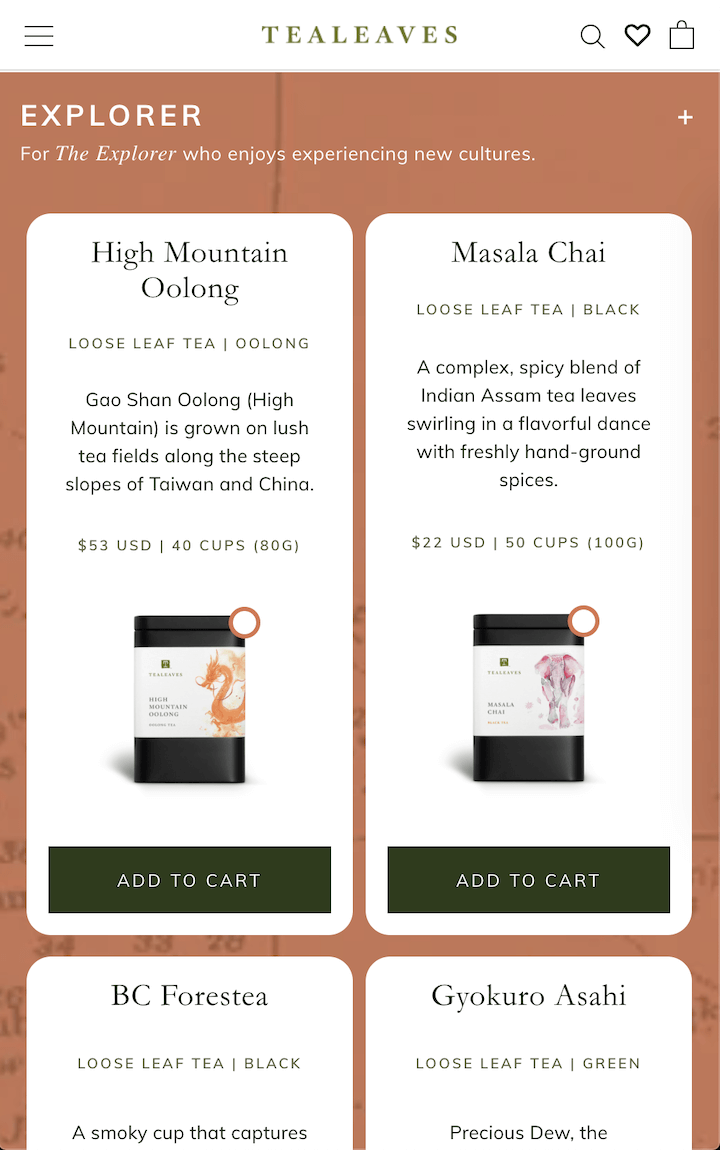 TEALEAVES
EXPLORER
+
For The Explorer who enjoys experiencing new cultures.
High Mountain
Oolong
LOOSE LEAF TEA | OOLONG
Gao Shan Oolong (High
Mountain) is grown on lush
tea fields along the steep
slopes of Taiwan and China.
$53 USD | 40 CUPS (80G)
TEALEAVES
HIGH
MOUNTAIN
OOLONG
OOLONG TEA
ADD TO CART
Masala Chai
LOOSE LEAF TEA | BLACK
A complex, spicy blend of
Indian Assam tea leaves
swirling in a flavorful dance
with freshly hand-ground
spices.
$22 USD | 50 CUPS (100G)
TEALEAVES
MASALA
CHAI
BLACK TEA
ADD TO CART
BC Forestea
LOOSE LEAF TEA | BLACK
A smoky cup that captures
Gyokuro Asahi
LOOSE LEAF TEA | GREEN
Precious Dew, the
34 33 28